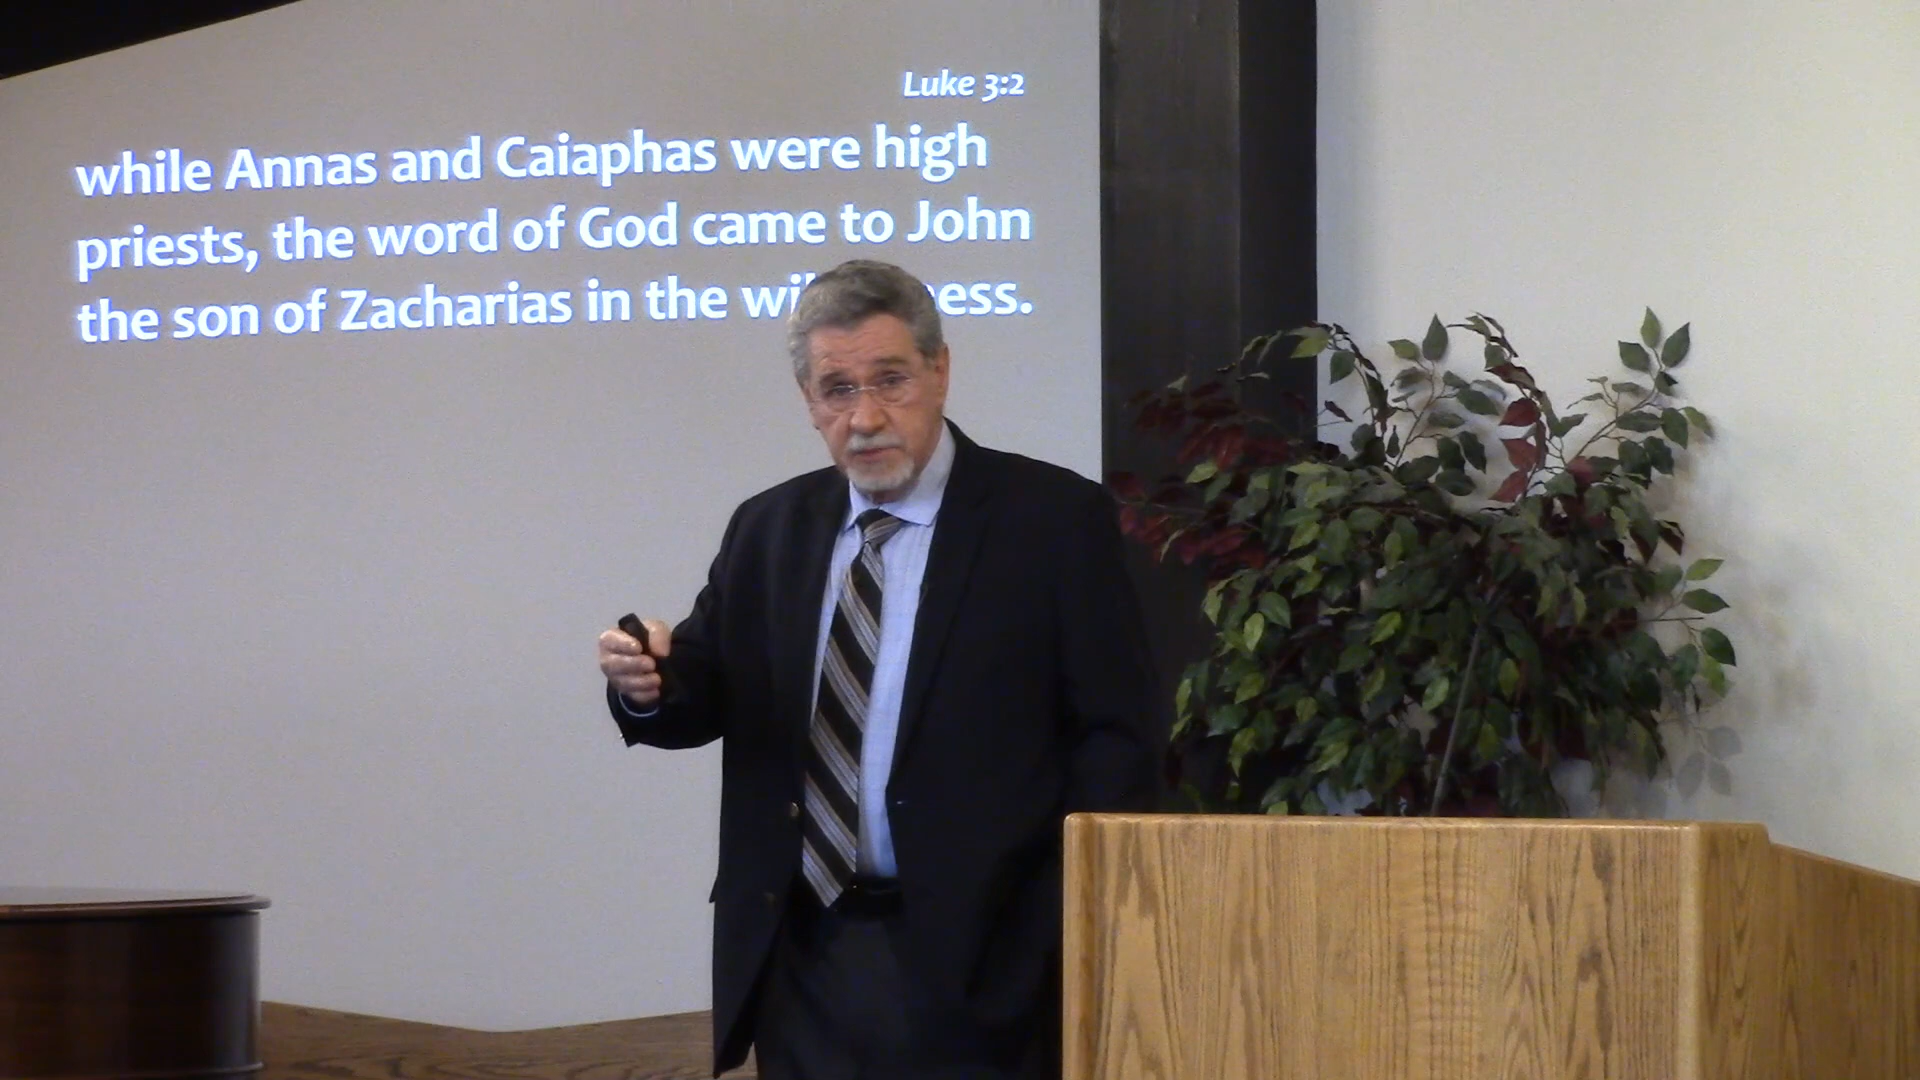 Luke 3:2
while Annas and Caiaphas were high
priests, the word of God came to John
the son of Zacharias in the